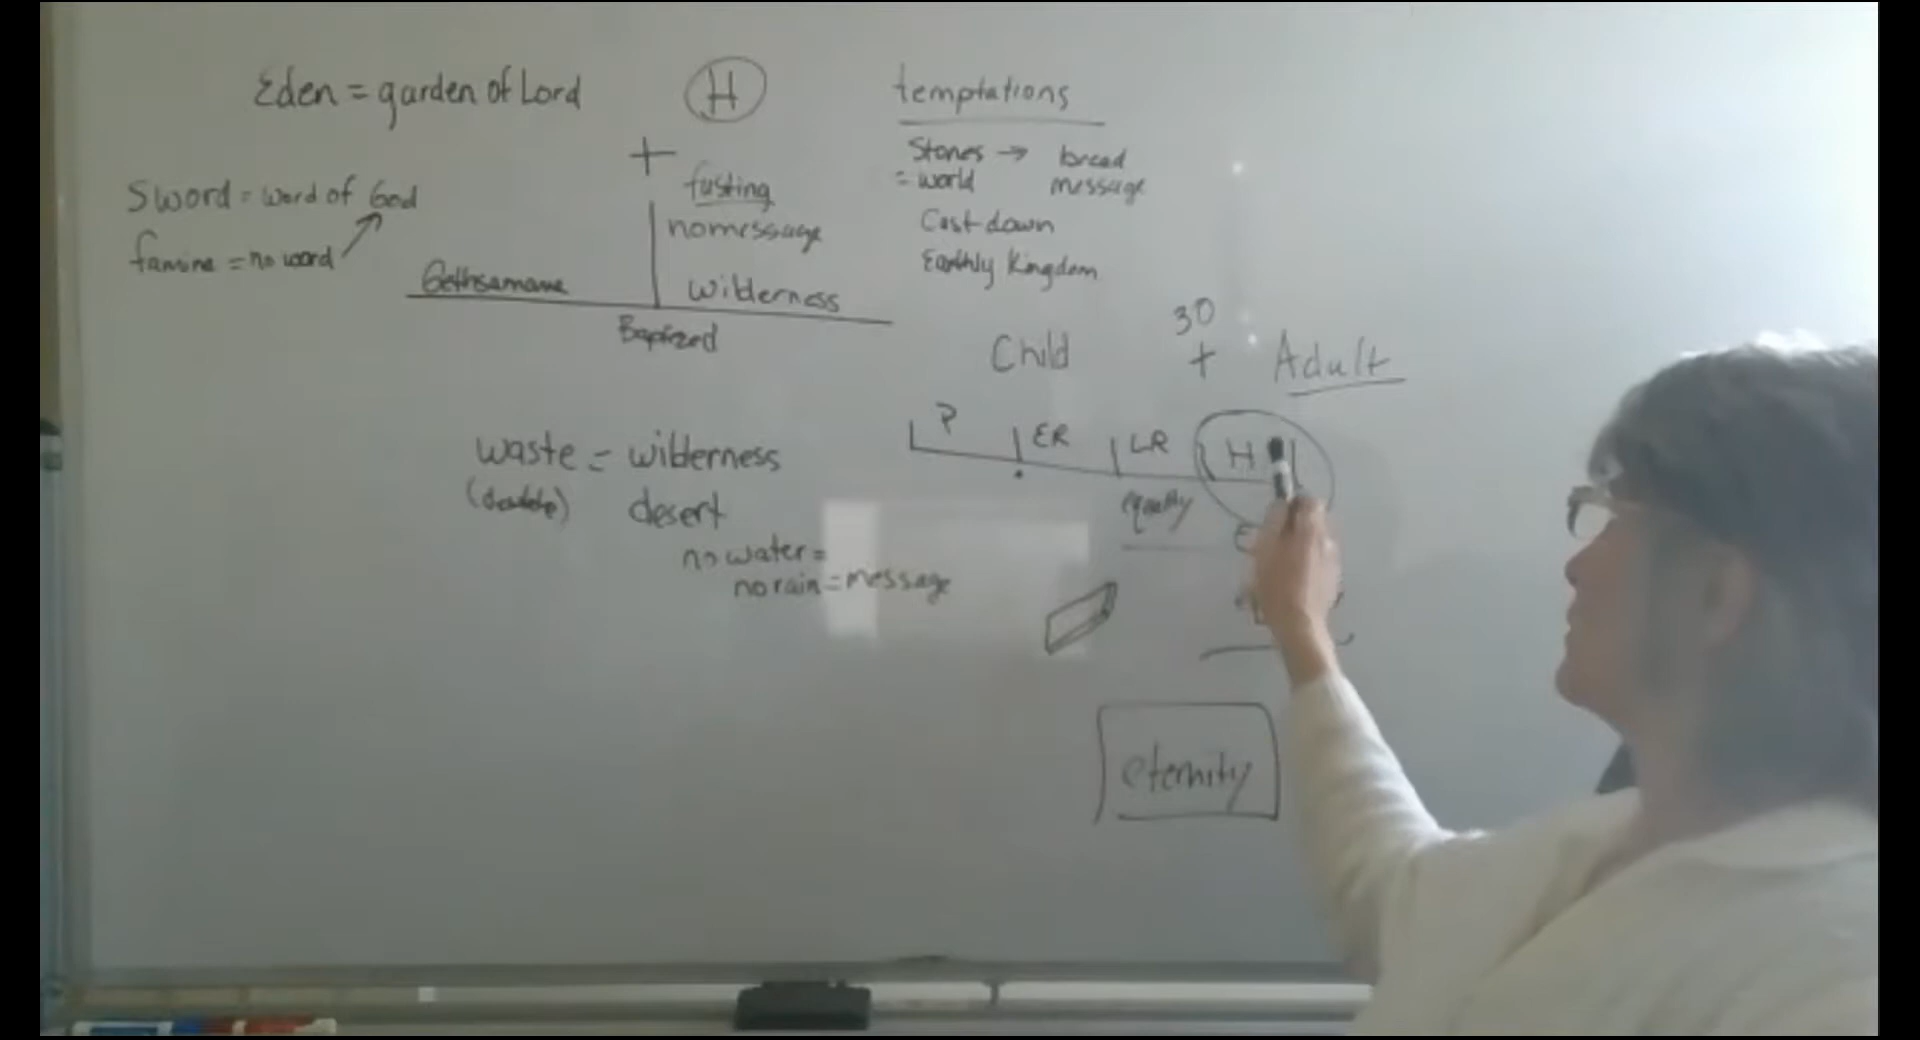 Eden = garden of Lord
H
Sword = word of God
famine = no word
+
fasting
no message
Gethsamane
wilderness
Baptized
temptations
Stones → bread
= world message
Cast down
Earthly Kingdom
Child
30
+ Adult
P ER LR H
equality
waste = wilderness
desert
no water =
no rain = message
eternity